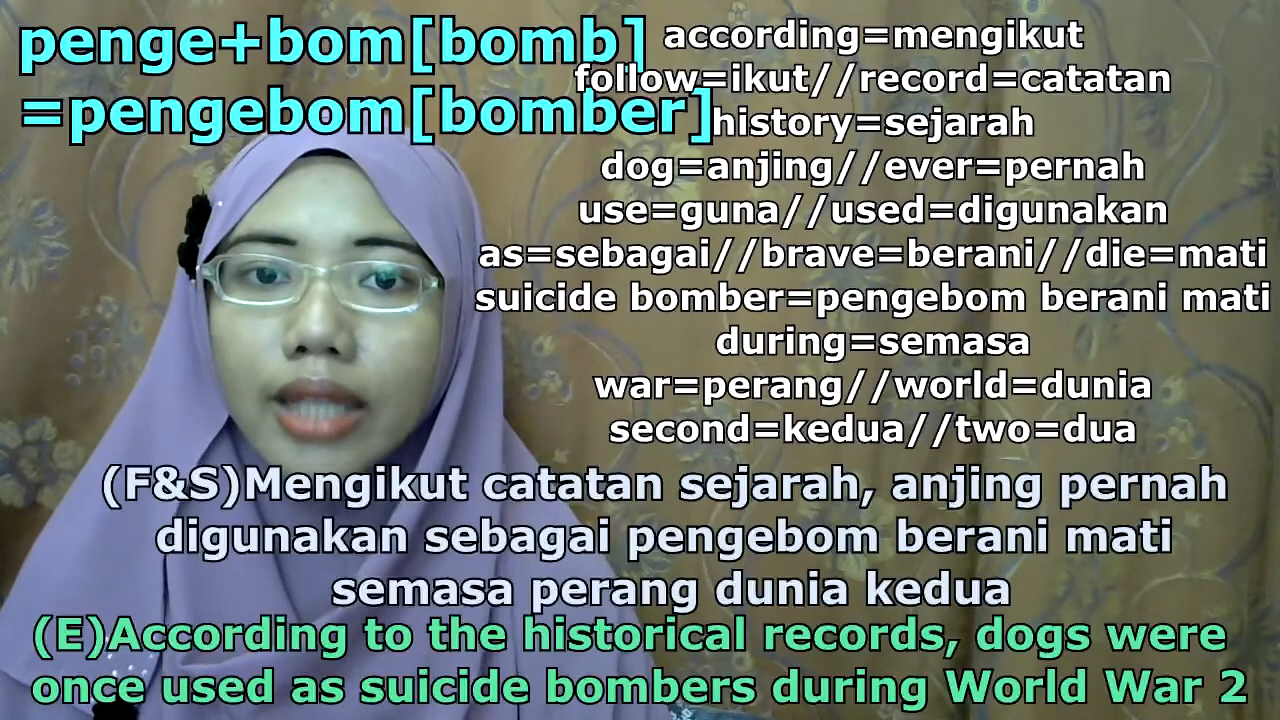 penge+bom[bomb]
=pengebom[bomber]
according=mengikut
follow=ikut//record=catatan
history=sejarah
dog=anjing//ever=pernah
use=guna//used=digunakan
as=sebagai//brave=berani//die=mati
suicide bomber=pengebom berani mati
during=semasa
war=perang//world=dunia
second=kedua//two=dua
(F&S)Mengikut catatan sejarah, anjing pernah
digunakan sebagai pengebom berani mati
semasa perang dunia kedua
(E)According to the historical records, dogs were
once used as suicide bombers during World War 2